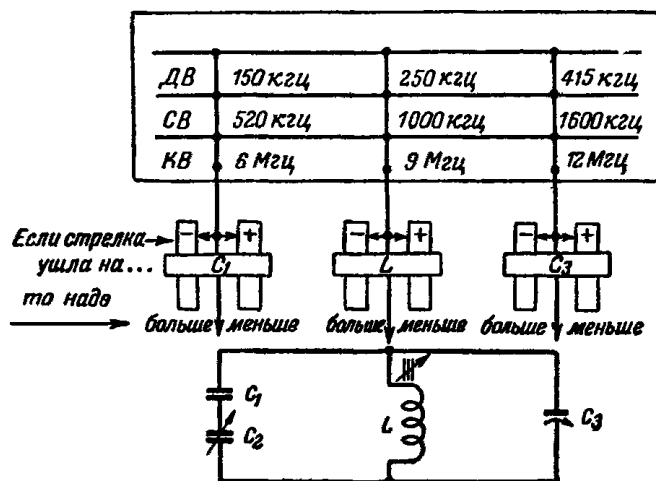 ДВ 150 кгц 250 кгц 415 кгц
СВ 520 кгц 1000 кгц 1600 кгц
КВ 6 Мгц 9 Мгц 12 Мгц
Если стрелка ушла на... то надо
- + - + - +
C1 L C3
больше меньше больше меньше больше меньше
C1
C2
L
C3